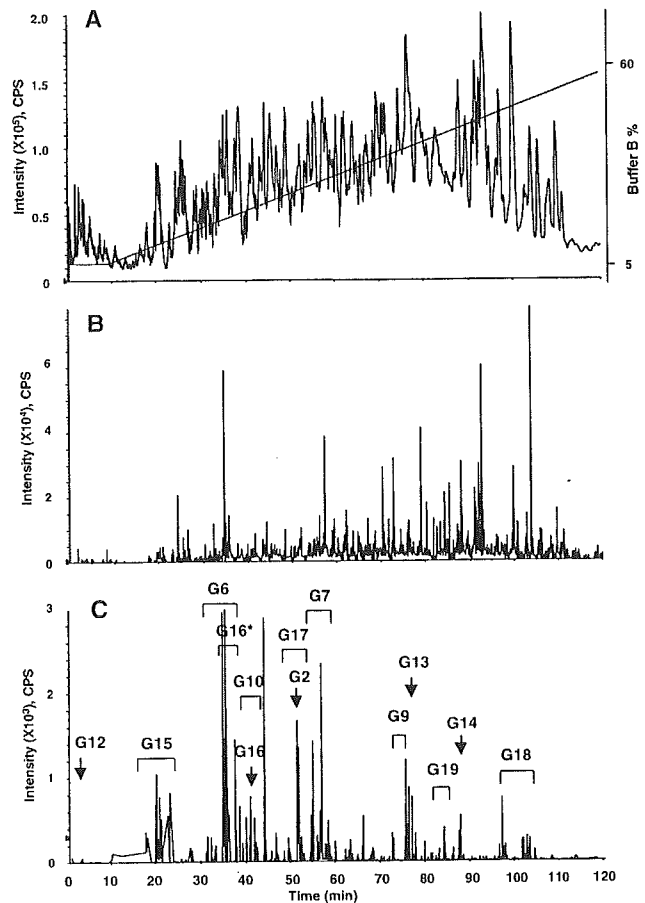 A
Intensity (X10⁵), CPS
2.0
1.5
1.0
0.5
0
60
5
Buffer B %
B
Intensity (X10⁴), CPS
6
4
2
0
C
Intensity (X10³), CPS
3
2
1
0
G6
G7
G16*
G17
G10
G2
G13
G12
G15
G16
G9
G14
G19
G18
0 10 20 30 40 50 60 70 80 90 100 110 120
Time (min)